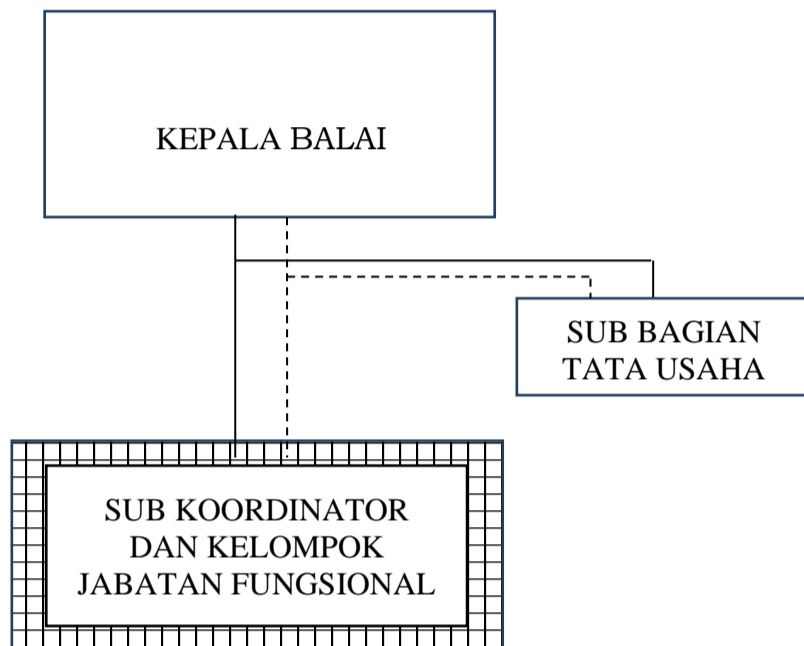 KEPALA BALAI
SUB BAGIAN
TATA USAHA
SUB KOORDINATOR
DAN KELOMPOK
JABATAN FUNGSIONAL